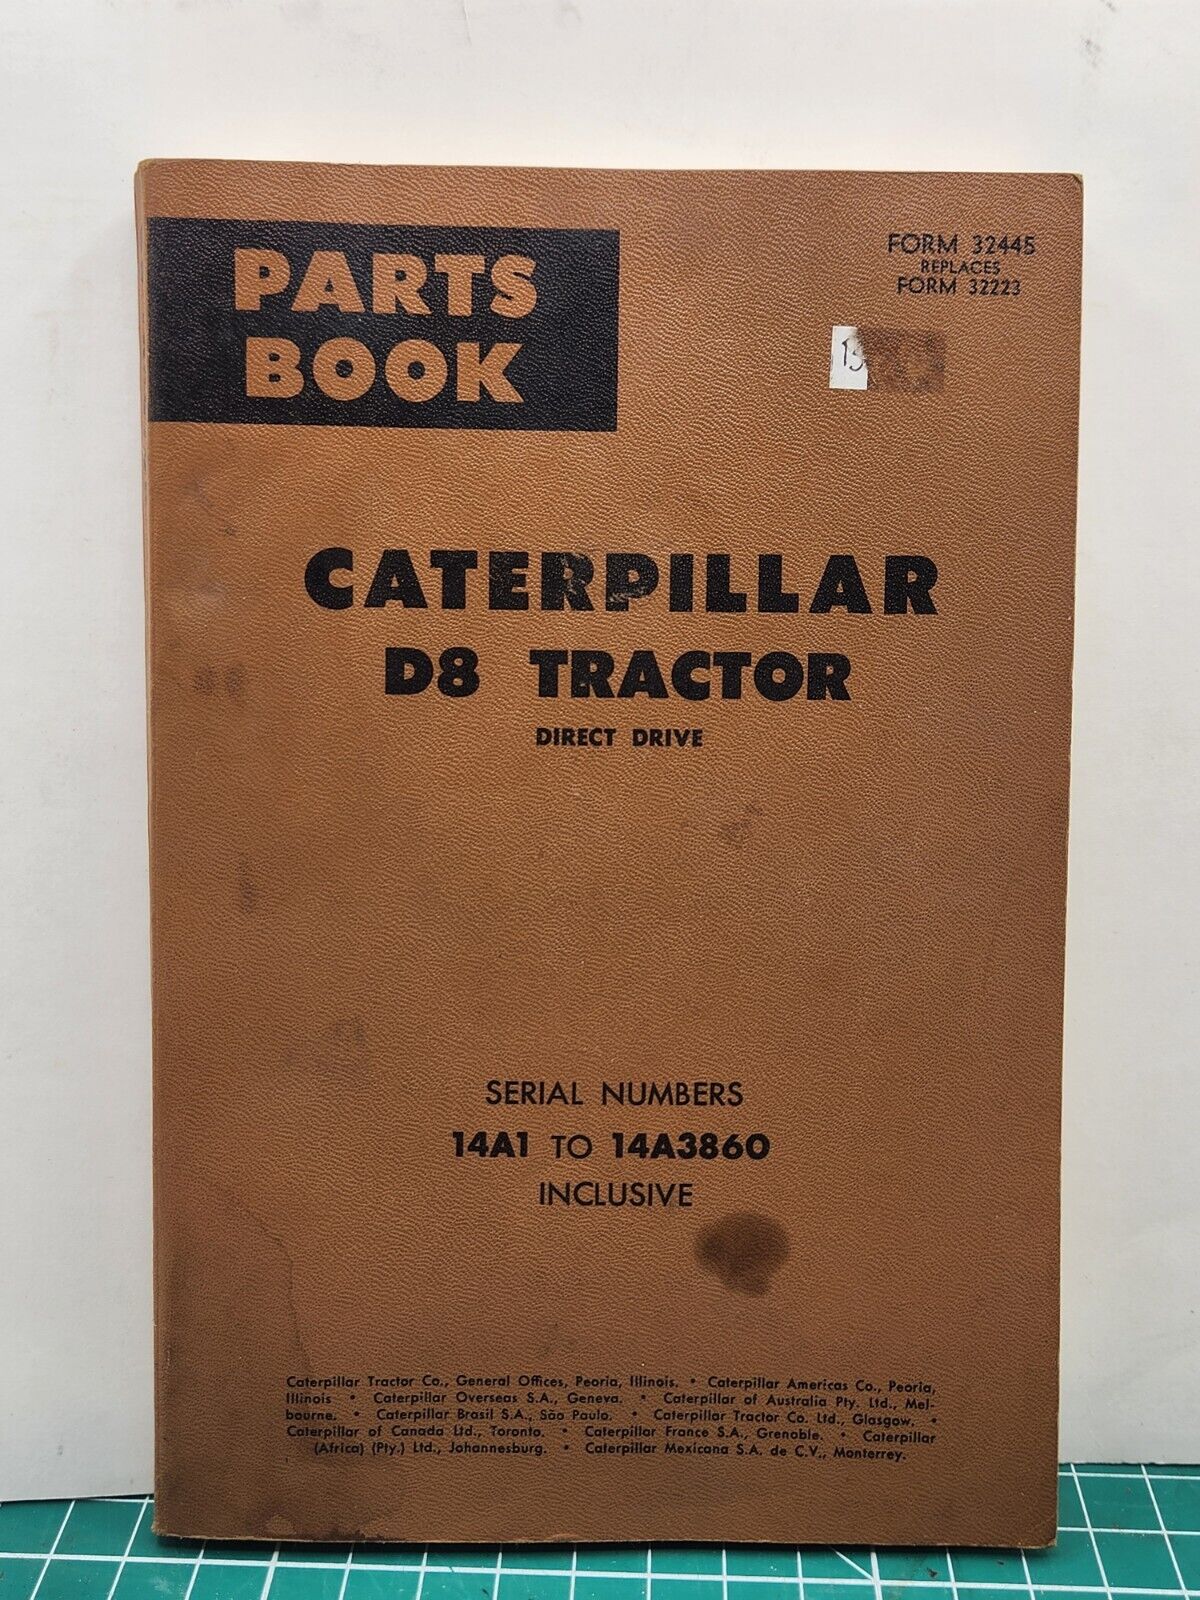 PARTS
BOOK
FORM 32445
REPLACES
FORM 32223
CATERPILLAR
D8 TRACTOR
DIRECT DRIVE
SERIAL NUMBERS
14A1 TO 14A3860
INCLUSIVE
Caterpillar Tractor Co., General Offices, Peoria, Illinois. • Caterpillar Americas Co., Peoria,
Illinois • Caterpillar Overseas S.A., Geneva. • Caterpillar of Australia Pty. Ltd., Mel-
bourne. • Caterpillar Brasil S.A., São Paulo. • Caterpillar Tractor Co. Ltd., Glasgow. •
Caterpillar of Canada Ltd., Toronto. • Caterpillar France S.A., Grenoble. • Caterpillar
(Africa) (Pty.) Ltd., Johannesburg. • Caterpillar Mexicana S.A. de C.V., Monterrey.